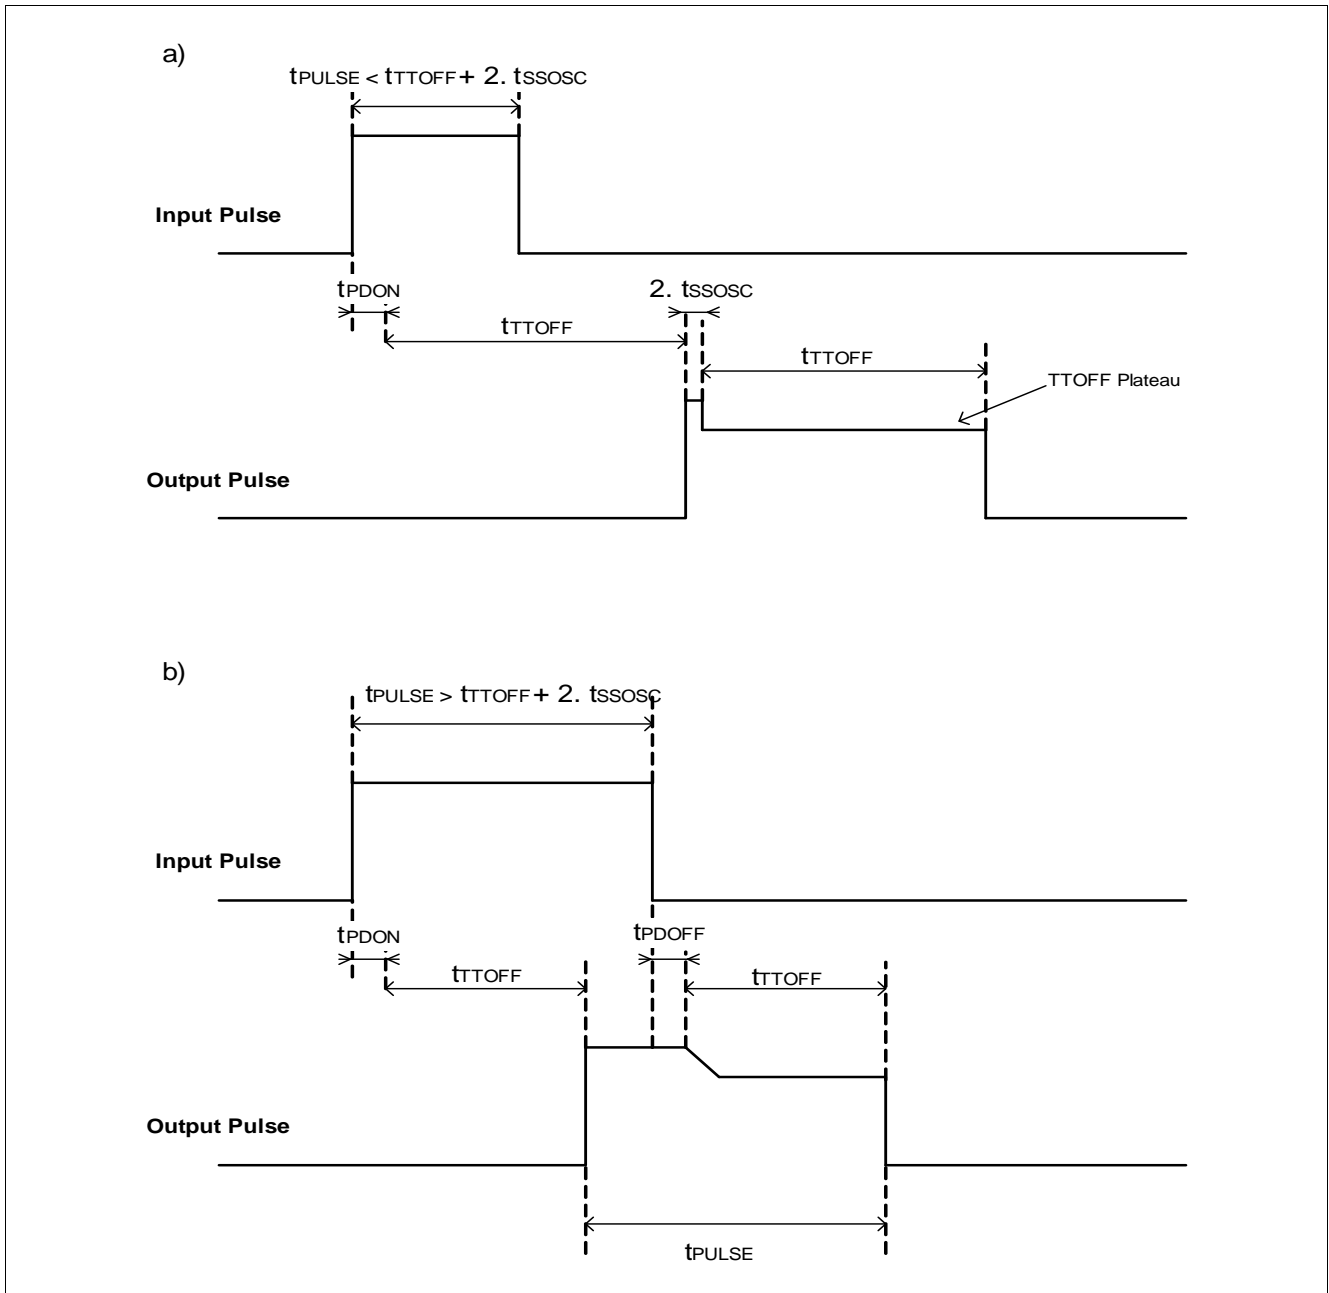 a)
tPULSE < tTTOFF + 2. tSSOSC
Input Pulse
tPDON
2. tSSOSC
tTTOFF
tTTOFF
TTOFF Plateau
Output Pulse
b)
tPULSE > tTTOFF + 2. tSSOSC
Input Pulse
tPDON
tPDOFF
tTTOFF
tTTOFF
Output Pulse
tPULSE